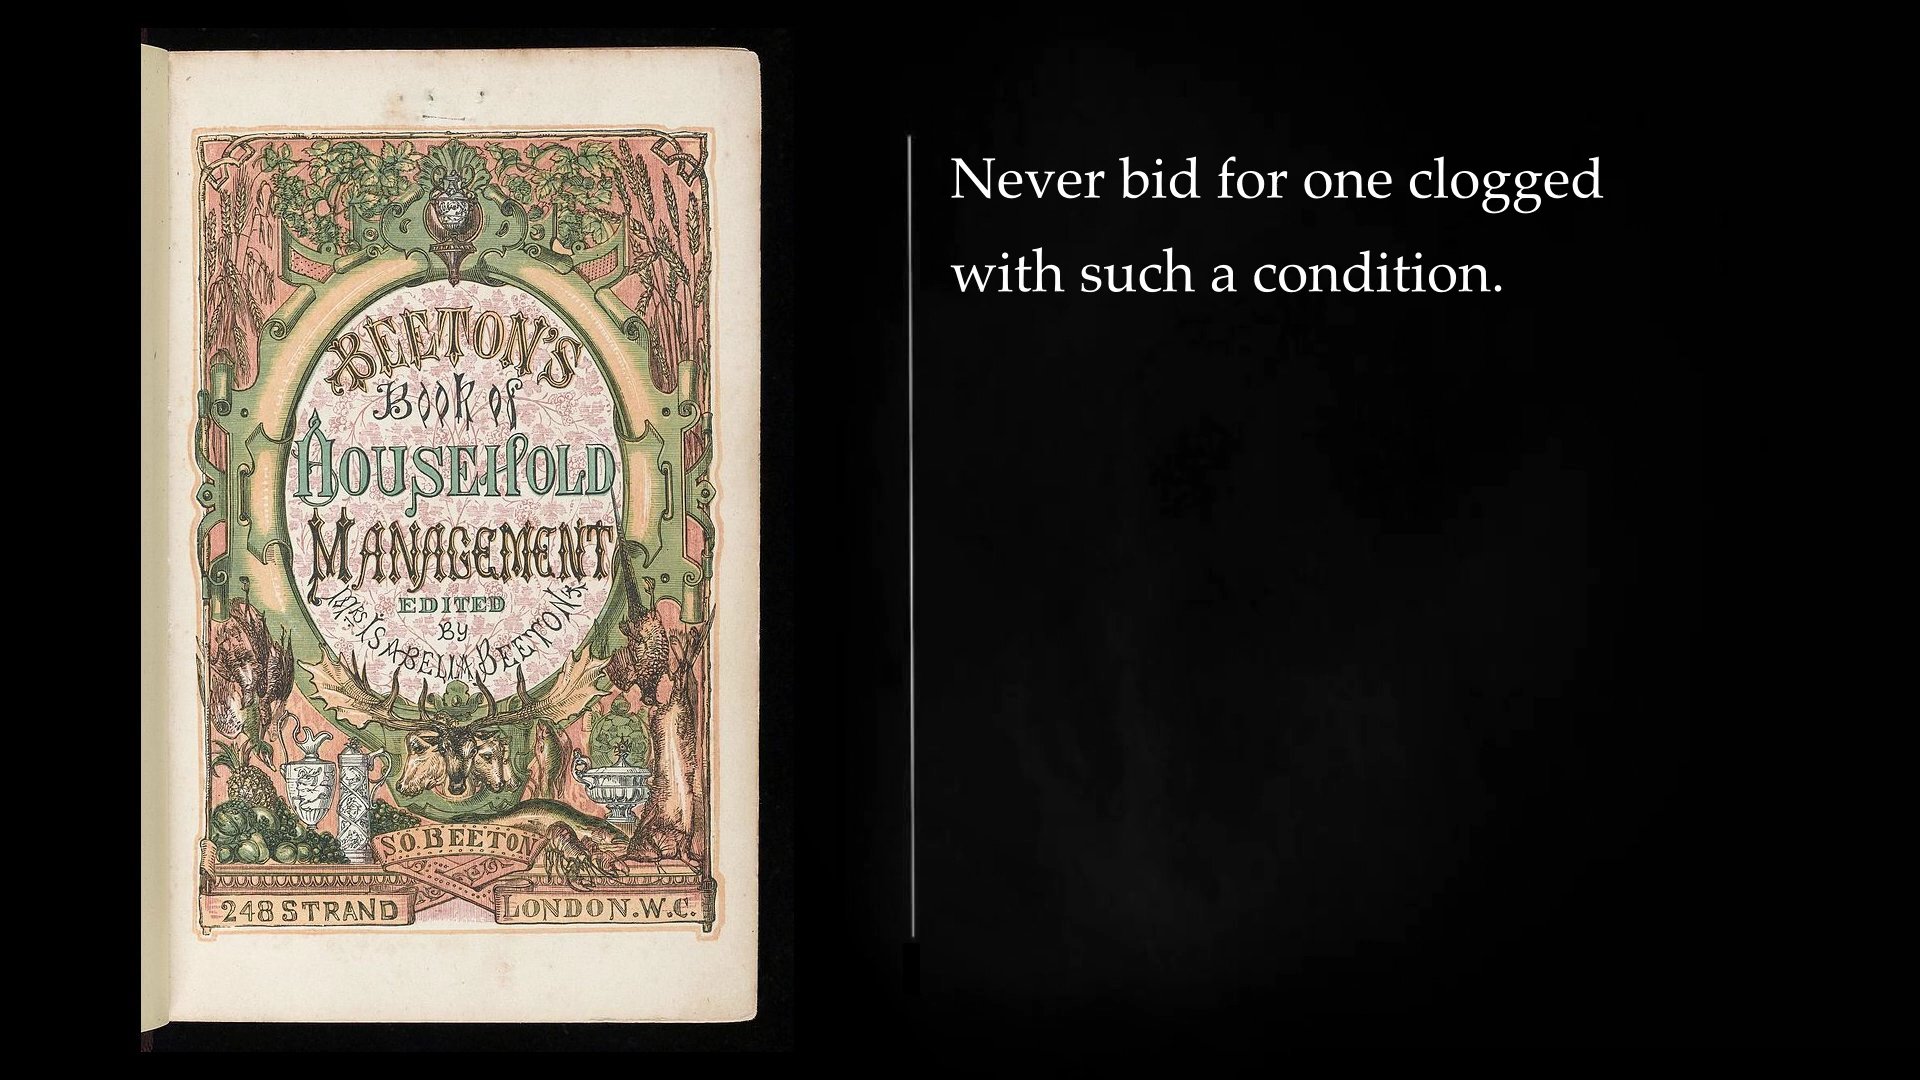 BEETON'S
Book of
HOUSEHOLD
MANAGEMENT
EDITED
By
MRS ISABELLA BEETON
S.O. BEETON
248 STRAND
LONDON. W.C.
Never bid for one clogged
with such a condition.